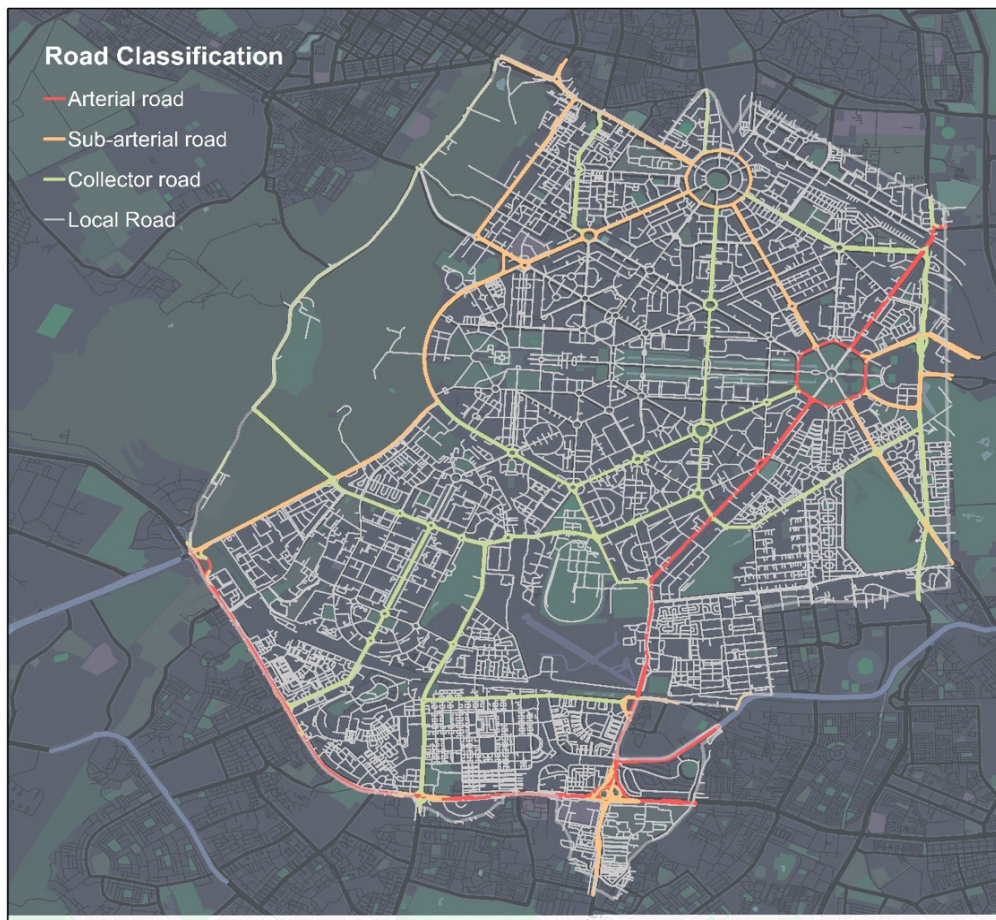 Road Classification
Arterial road
Sub-arterial road
Collector road
Local Road